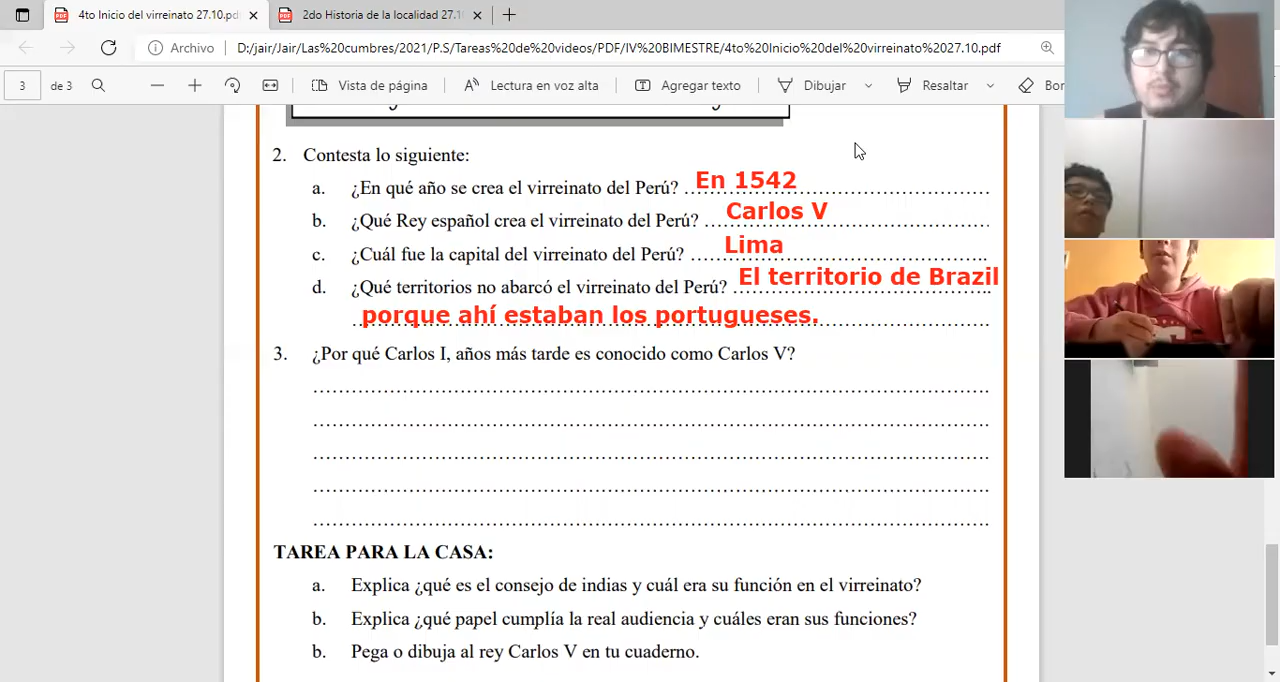 4to Inicio del virreinato 27.10.pd
2do Historia de la localidad 27.1
Archivo
D:/jair/Jair/Las%20cumbres/2021/P.S/Tareas%20de%20videos/PDF/IV%20BIMESTRE/4to%20Inicio%20del%20virreinato%2027.10.pdf
3 de 3
Vista de página
Lectura en voz alta
Agregar texto
Dibujar
Resaltar
Bor
2. Contesta lo siguiente:
a. ¿En qué año se crea el virreinato del Perú? En 1542
b. ¿Qué Rey español crea el virreinato del Perú? Carlos V
c. ¿Cuál fue la capital del virreinato del Perú? Lima
d. ¿Qué territorios no abarcó el virreinato del Perú? El territorio de Brazil
porque ahí estaban los portugueses.
3. ¿Por qué Carlos I, años más tarde es conocido como Carlos V?
TAREA PARA LA CASA:
a. Explica ¿qué es el consejo de indias y cuál era su función en el virreinato?
b. Explica ¿qué papel cumplía la real audiencia y cuáles eran sus funciones?
b. Pega o dibuja al rey Carlos V en tu cuaderno.